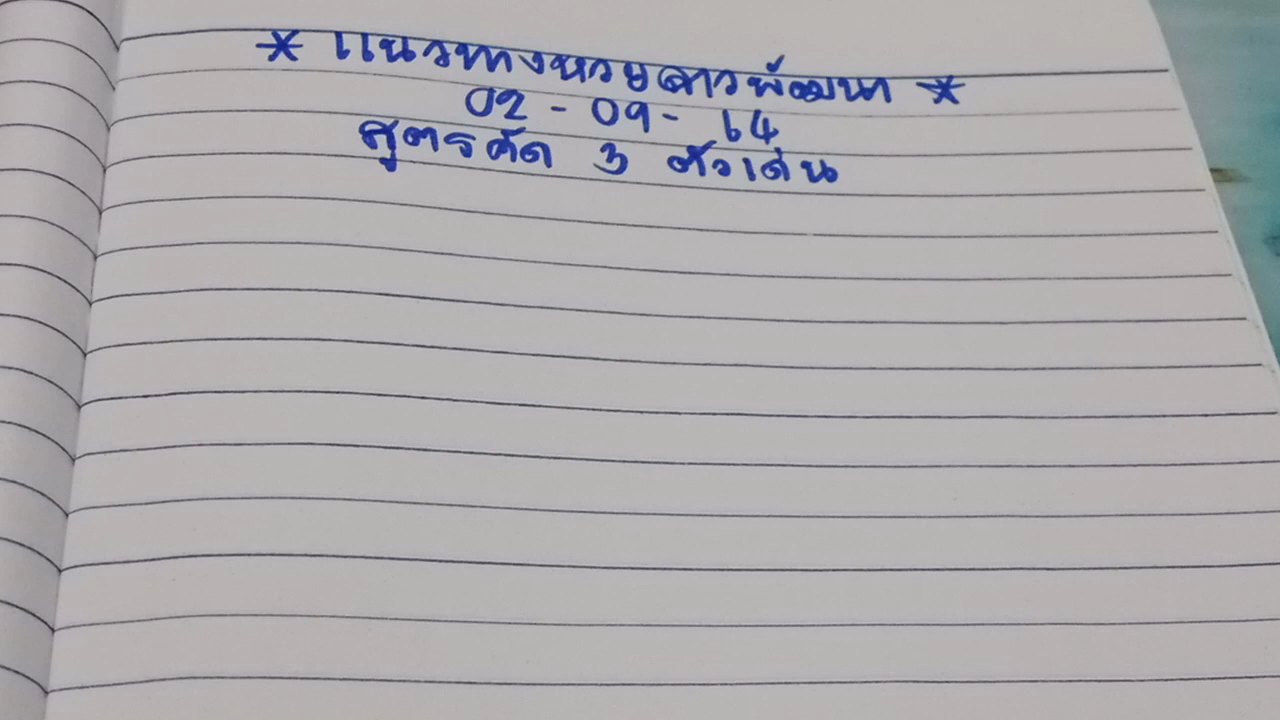 * แนวทางหวยลาวพัฒนา *
02 - 09 - 64
สูตรคัด 3 ตัวเด่น